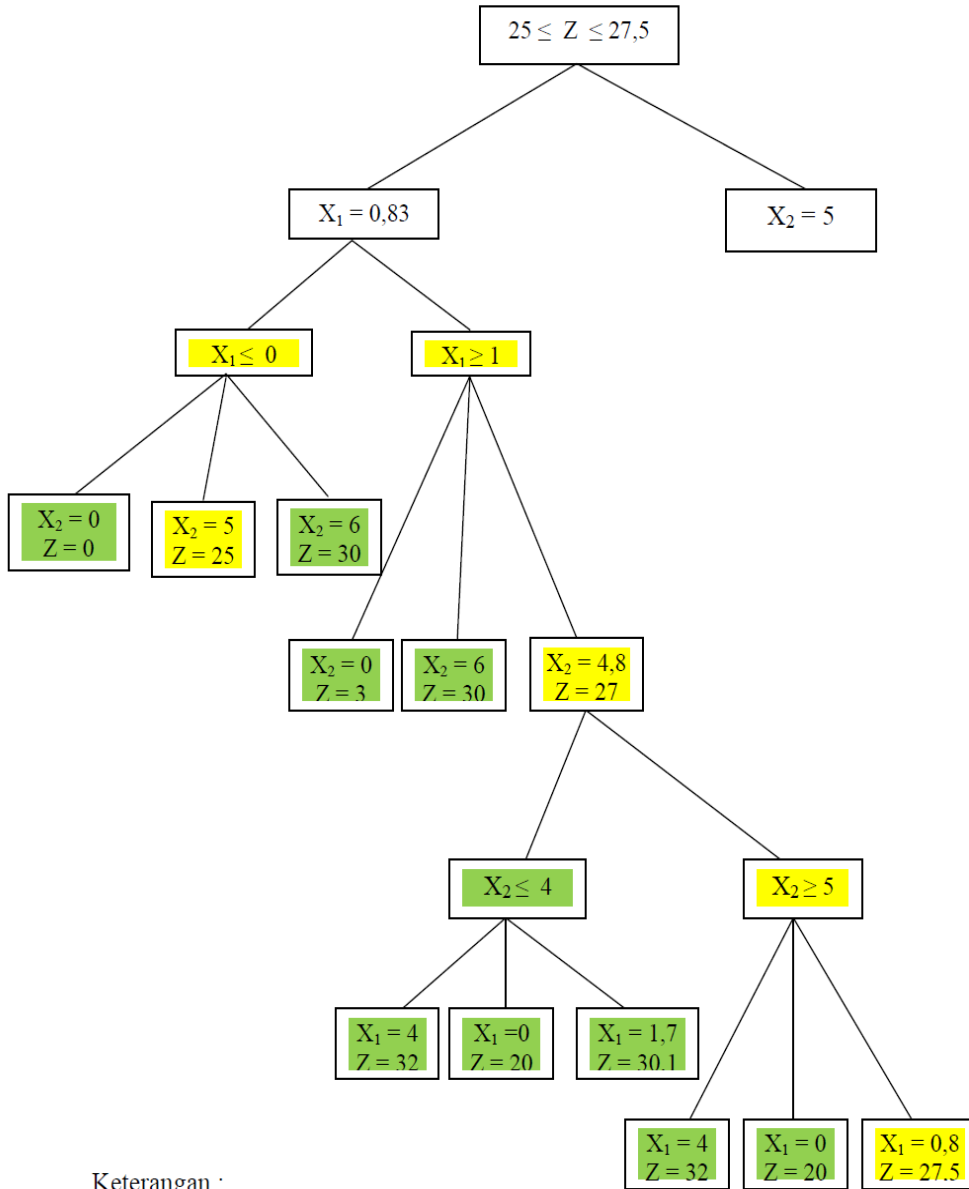 25 ≤ Z ≤ 27,5
X₁ = 0,83
X₂ = 5
X₁ ≤ 0
X₁ ≥ 1
X₂ = 0
Z = 0
X₂ = 5
Z = 25
X₂ = 6
Z = 30
X₂ = 0
Z = 3
X₂ = 6
Z = 30
X₂ = 4,8
Z = 27
X₂ ≤ 4
X₂ ≥ 5
X₁ = 4
Z = 32
X₁ =0
Z = 20
X₁ = 1,7
Z = 30.1
X₁ = 4
Z = 32
X₁ = 0
Z = 20
X₁ = 0,8
Z = 27.5
Keterangan :